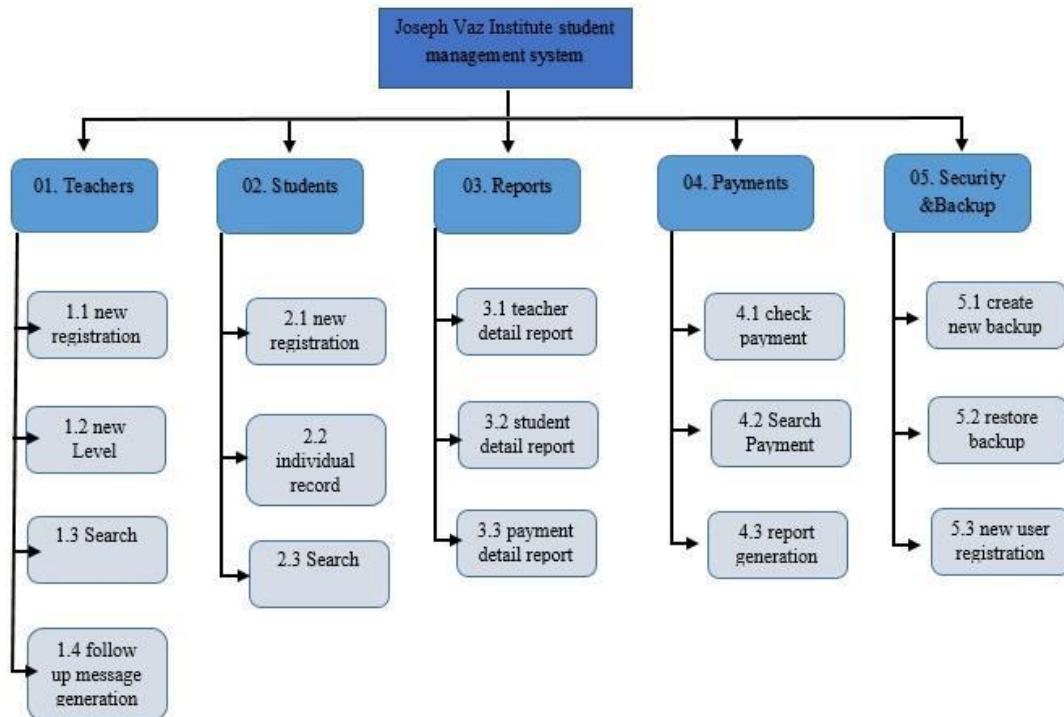 Joseph Vaz Institute student
management system
01. Teachers
02. Students
03. Reports
04. Payments
05. Security
&Backup
1.1 new
registration
1.2 new
Level
1.3 Search
1.4 follow
up message
generation
2.1 new
registration
2.2
individual
record
2.3 Search
3.1 teacher
detail report
3.2 student
detail report
3.3 payment
detail report
4.1 check
payment
4.2 Search
Payment
4.3 report
generation
5.1 create
new backup
5.2 restore
backup
5.3 new user
registration